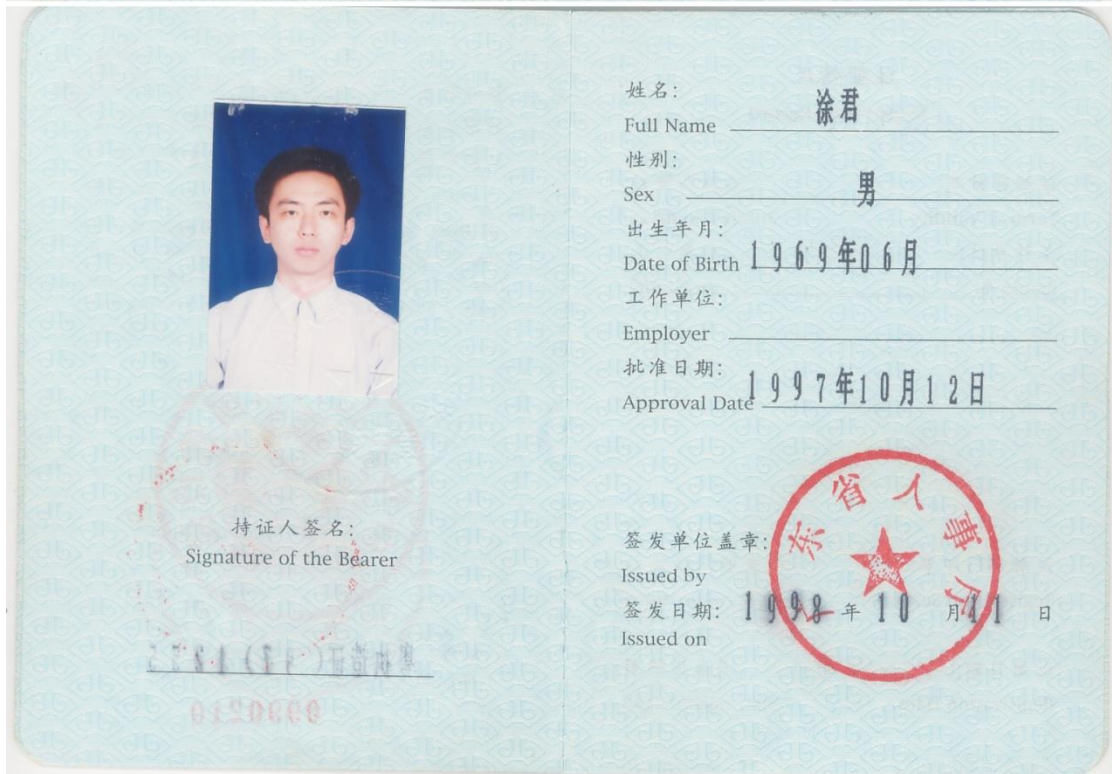 持证人签名:
Signature of the Bearer
姓名:
Full Name 涂君
性别:
Sex 男
出生年月:
Date of Birth 1969年06月
工作单位:
Employer
批准日期:
Approval Date 1997年10月12日
东省人事厅
签发单位盖章:
Issued by
签发日期: 1998 年 10 月 11 日
Issued on